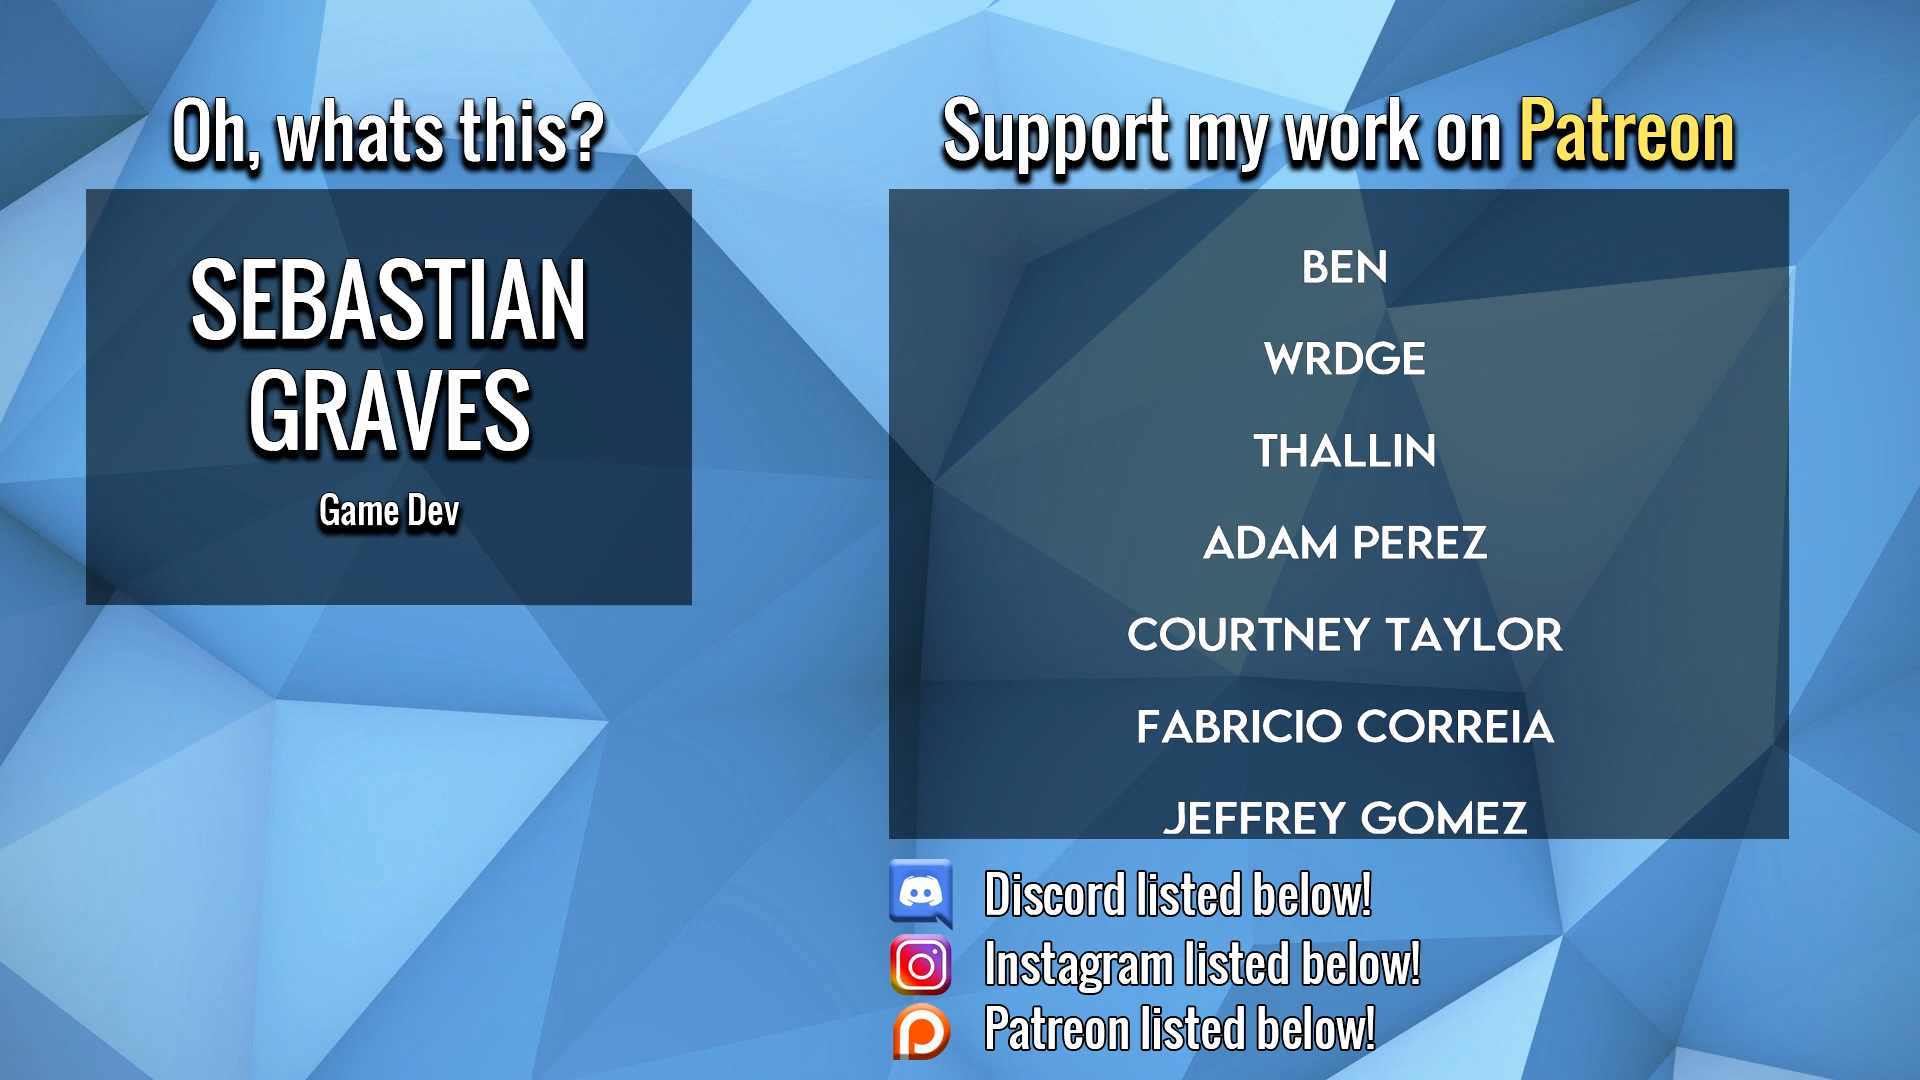 Oh, whats this?
SEBASTIAN
GRAVES
Game Dev
Support my work on Patreon
BEN
WRDGE
THALLIN
ADAM PEREZ
COURTNEY TAYLOR
FABRICIO CORREIA
JEFFREY GOMEZ
Discord listed below!
Instagram listed below!
Patreon listed below!